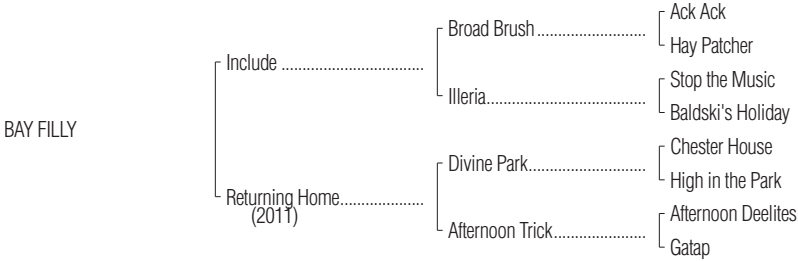 Ack Ack
Broad Brush..........................
Hay Patcher
Include ..................................
Stop the Music
Illeria......................................
Baldski's Holiday
BAY FILLY
Chester House
Divine Park............................
High in the Park
Returning Home....................
(2011)
Afternoon Deelites
Afternoon Trick......................
Gatap